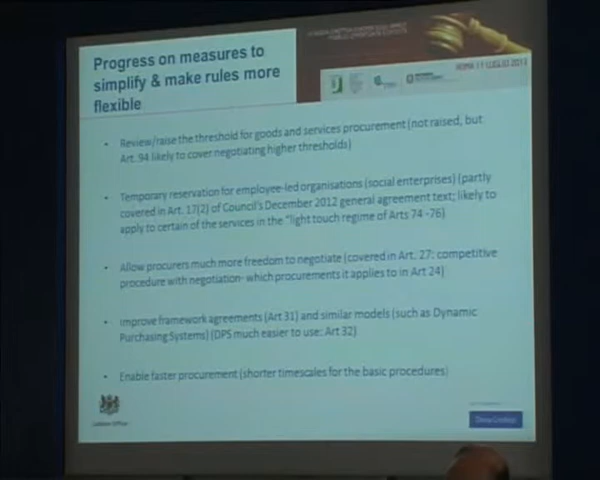 Progress on measures to
simplify & make rules more
flexible
ROMA 11 LUGLIO 2013
• Review/raise the threshold for goods and services procurement (not raised, but
Art. 94 likely to cover negotiating higher thresholds)
• Temporary reservation for employee-led organisations (social enterprises) (partly
covered in Art. 17(2) of Council's December 2012 general agreement text; likely to
apply to certain of the services in the "light touch regime of Arts 74 -76)
• Allow procurers much more freedom to negotiate (covered in Art. 27: competitive
procedure with negotiation- which procurements it applies to in Art 24)
• Improve framework agreements (Art 31) and similar models (such as Dynamic
Purchasing Systems) (DPS much easier to use: Art 32)
• Enable faster procurement (shorter timescales for the basic procedures)
Cabinet Office